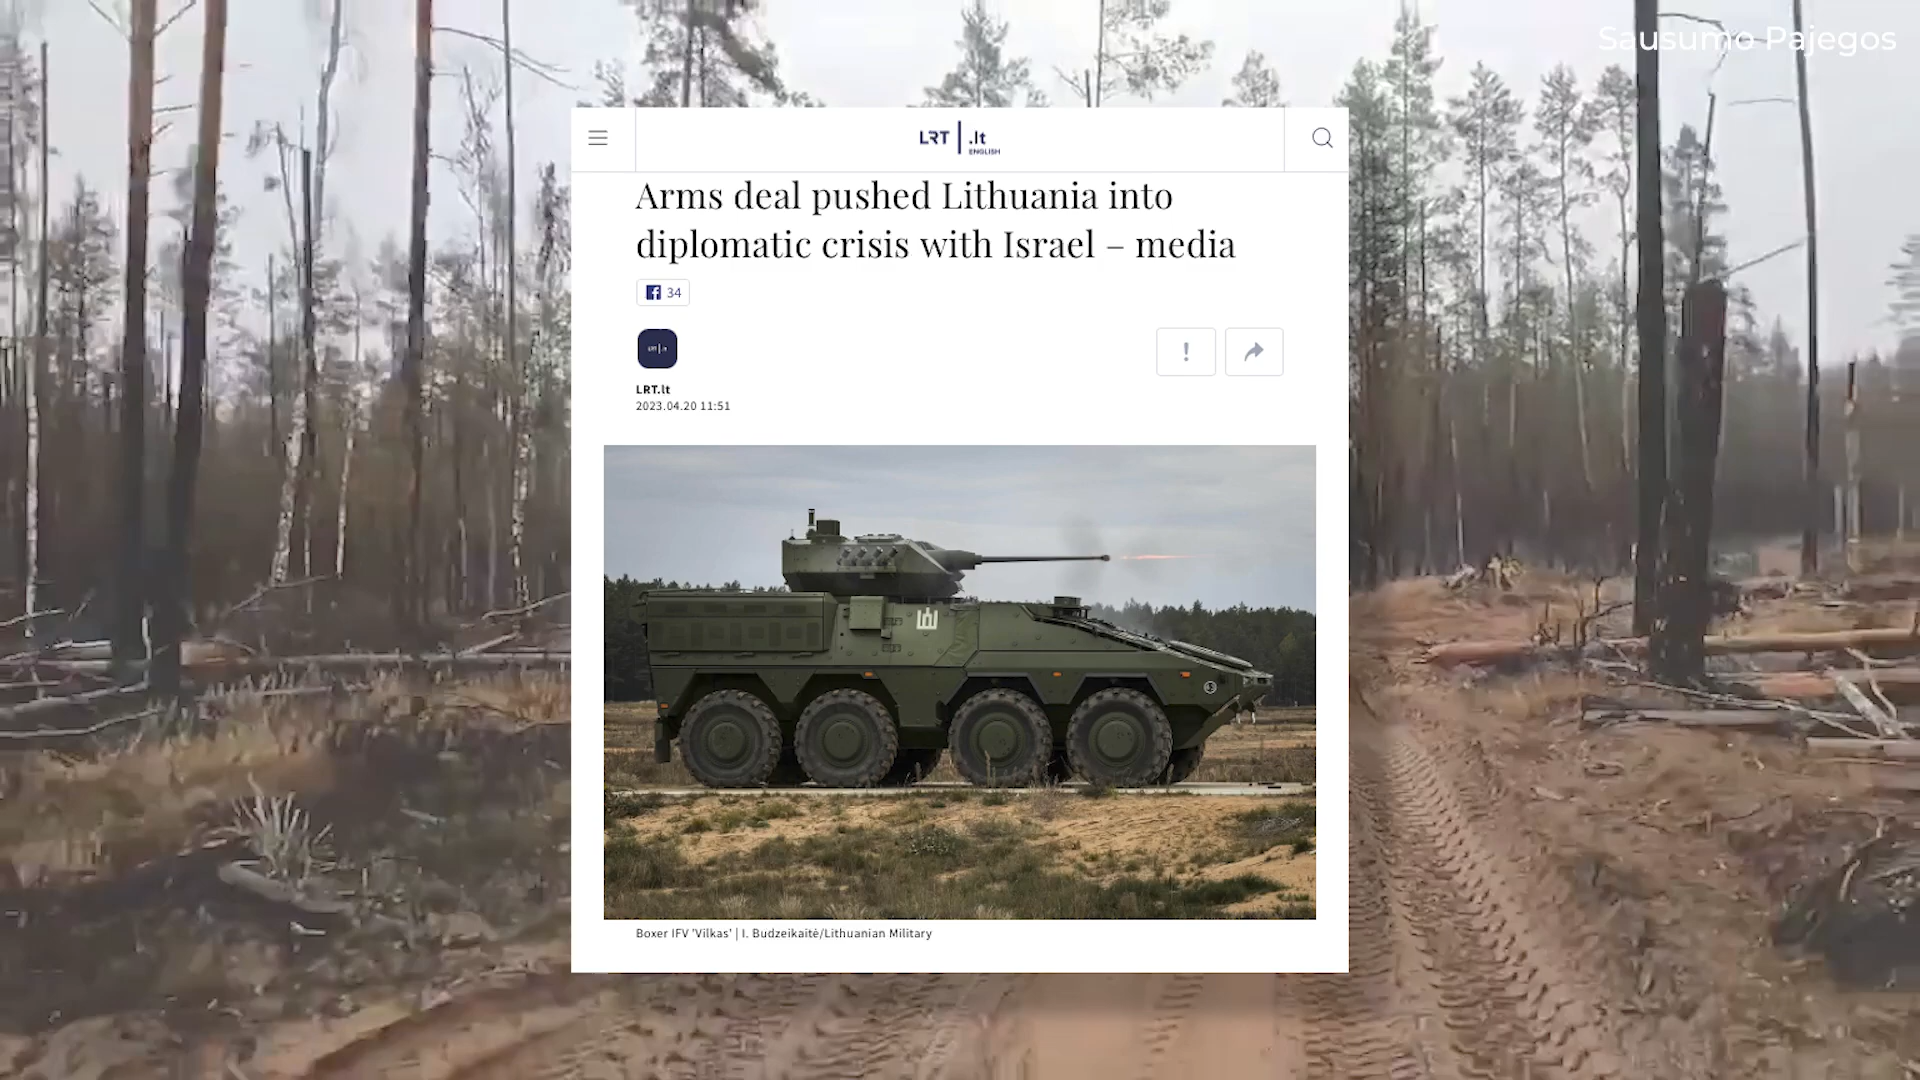 Sausumo Pajegos
LRT .lt
ENGLISH
Arms deal pushed Lithuania into
diplomatic crisis with Israel – media
34
!
LRT.lt
2023.04.20 11:51
Boxer IFV 'Vilkas' | I. Budzeikaitė/Lithuanian Military